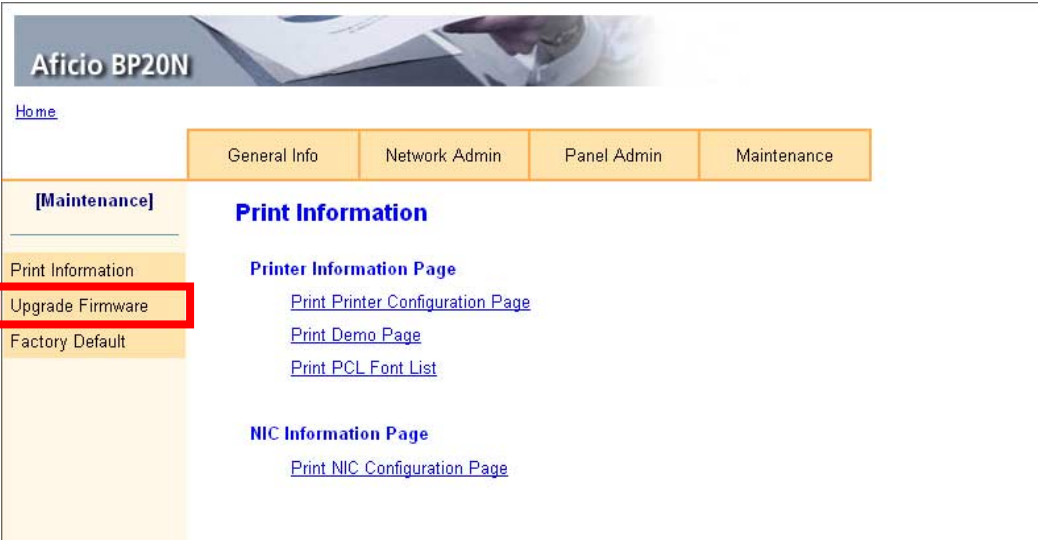 Aficio BP20N
Home
General Info Network Admin Panel Admin Maintenance
[Maintenance]
Print Information
Upgrade Firmware
Factory Default
Print Information
Printer Information Page
Print Printer Configuration Page
Print Demo Page
Print PCL Font List
NIC Information Page
Print NIC Configuration Page